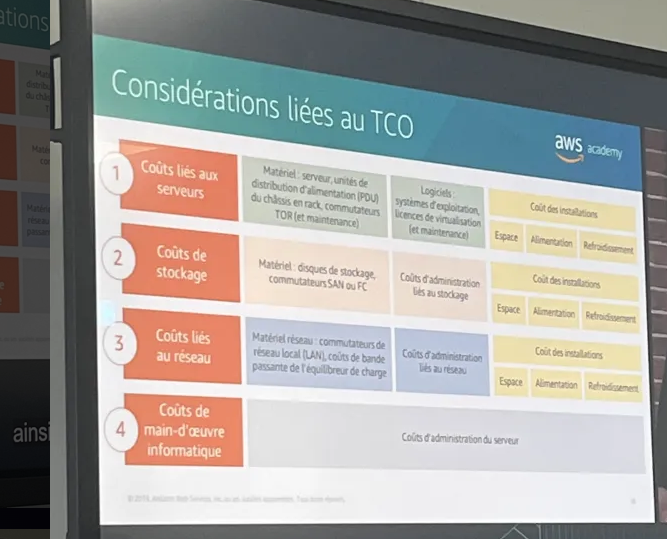 ations
Considérations liées au TCO
aws academy
1
Coûts liés aux
serveurs
Matériel : serveur, unités de
distribution d'alimentation (PDU)
du châssis en rack, commutateurs
TOR (et maintenance)
Logiciels :
systèmes d'exploitation,
licences de virtualisation
(et maintenance)
Coût des installations
Espace
Alimentation
Refroidissement
2
Coûts de
stockage
Matériel : disques de stockage,
commutateurs SAN ou FC
Coûts d'administration
liés au stockage
Coût des installations
Espace
Alimentation
Refroidissement
3
Coûts liés
au réseau
Matériel réseau : commutateurs de
réseau local (LAN), coûts de bande
passante de l'équilibreur de charge
Coûts d'administration
liés au réseau
Coût des installations
Espace
Alimentation
Refroidissement
4
Coûts de
main-d'œuvre
informatique
Coûts d'administration du serveur
ainsi